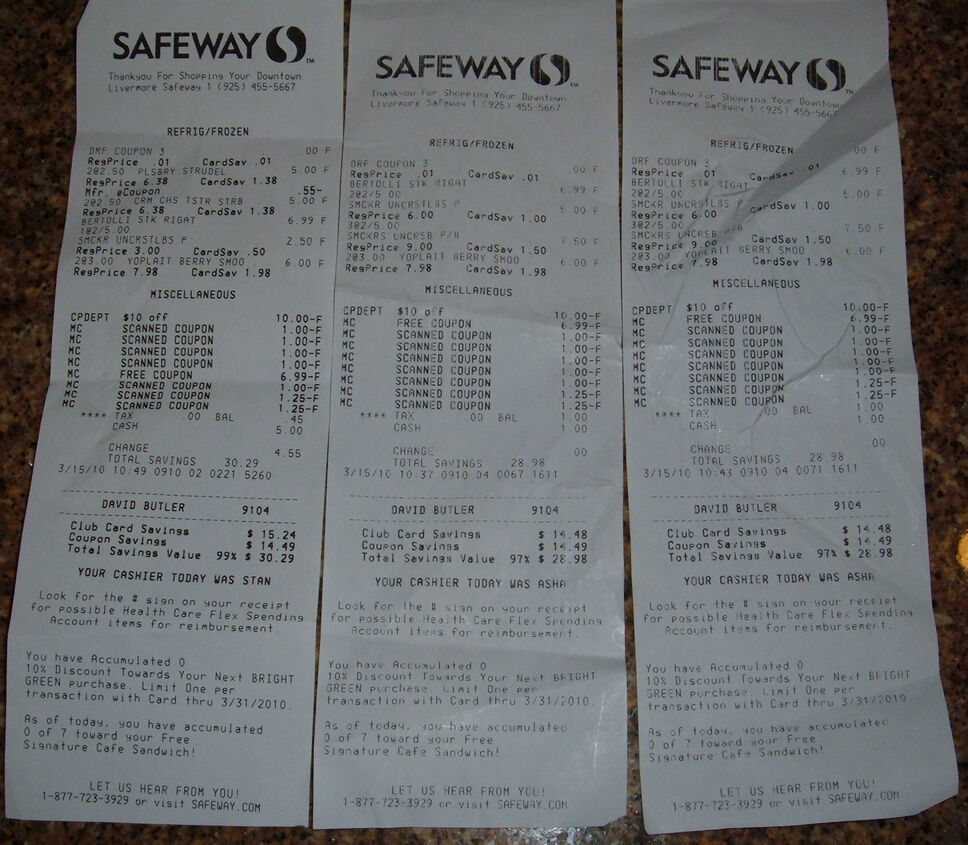 SAFEWAY
Thankyou For Shopping Your Downtown
Livermore Safeway 1 (925) 455-5667
REFRIG/FROZEN
DRF COUPON 3 .00 F
RegPrice .01 CardSav .01
2@2.50 PLSBRY STRUDEL 5.00 F
RegPrice 6.38 CardSav 1.38
Mfr. eCoupon .55-
2@2.50 CRM CHS TSTR STRB 5.00 F
RegPrice 6.38 CardSav 1.38
BERTOLLI STK RIGAT 6.99 F
1@2/5.00
SMCKR UNCRSTLBS P 2 50 F
RegPrice 3.00 CardSav .50
2@3.00 YOPLAIT BERRY SMOO 6.00 F
RegPrice 7.98 CardSav 1.98
MISCELLANEOUS
CPDEPT $10 off 10.00-F
MC SCANNED COUPON 1.00-F
MC SCANNED COUPON 1.00-F
MC SCANNED COUPON 1.00-F
MC SCANNED COUPON 1.00-F
MC FREE COUPON 6.99-F
MC SCANNED COUPON 1.00-F
MC SCANNED COUPON 1.25-F
MC SCANNED COUPON 1.25-F
**** TAX .00 BAL .45
CASH 5.00
CHANGE 4.55
TOTAL SAVINGS 30.29
3/15/10 10:49 0910 02 0221 5260
DAVID BUTLER 9104
Club Card Savings $ 15.24
Coupon Savings $ 14.49
Total Savings Value 99% $ 30.29
YOUR CASHIER TODAY WAS STAN
Look for the # sign on your receipt
for possible Health Care Flex Spending
Account items for reimbursement.
You have Accumulated 0
10% Discount Towards Your Next BRIGHT
GREEN purchase. Limit One per
transaction with Card thru 3/31/2010.
As of today, you have accumulated
0 of 7 toward your Free
Signature Cafe Sandwich!
LET US HEAR FROM YOU!
1-877-723-3929 or visit SAFEWAY.COM
SAFEWAY
Thankyou For Shopping Your Downtown
Livermore Safeway 1 (925) 455-5667
REFRIG/FROZEN
DRF COUPON 3 .00 F
RegPrice .01 CardSav .01
BERTOLLI STK RIGAT 6.99 F
2@2/5.00
SMCKR UNCRSTLBS P 5.00 F
RegPrice 6.00 CardSav 1.00
3@2/5.00
SMCKRS UNCRSB P/B 7.50 F
RegPrice 9.00 CardSav 1.50
2@3.00 YOPLAIT BERRY SMOO 6.00 F
RegPrice 7.98 CardSav 1.98
MISCELLANEOUS
CPDEPT $10 off 10.00-F
MC FREE COUPON 6.99-F
MC SCANNED COUPON 1.00-F
MC SCANNED COUPON 1.00-F
MC SCANNED COUPON 1.00-F
MC SCANNED COUPON 1.00-F
MC SCANNED COUPON 1.00-F
MC SCANNED COUPON 1.25-F
MC SCANNED COUPON 1.25-F
**** TAX .00 BAL 1.00
CASH 1.00
CHANGE .00
TOTAL SAVINGS 28.98
3/15/10 10:37 0910 04 0067 1611
DAVID BUTLER 9104
Club Card Savings $ 14.48
Coupon Savings $ 14.49
Total Savings Value 97% $ 28.98
YOUR CASHIER TODAY WAS ASHA
Look for the # sign on your receipt
for possible Health Care Flex Spending
Account items for reimbursement.
You have Accumulated 0
10% Discount Towards Your Next BRIGHT
GREEN purchase. Limit One per
transaction with Card thru 3/31/2010.
As of today, you have accumulated
0 of 7 toward your Free
Signature Cafe Sandwich!
LET US HEAR FROM YOU!
1-877-723-3929 or visit SAFEWAY.COM
SAFEWAY
Thankyou For Shopping Your Downtown
Livermore Safeway 1 (925) 455-5667
REFRIG/FROZEN
DRF COUPON 3 .00 F
RegPrice .01 CardSav .01
BERTOLLI STK RIGAT 6.99 F
2@2/5.00
SMCKR UNCRSTLBS P 5.00 F
RegPrice 6.00 CardSav 1.00
3@2/5.00
SMCKRS UNCRSB P/B 7.50 F
RegPrice 9.00 CardSav 1.50
2@3.00 YOPLAIT BERRY SMOO 6.00 F
RegPrice 7.98 CardSav 1.98
MISCELLANEOUS
CPDEPT $10 off 10.00-F
MC FREE COUPON 6.99-F
MC SCANNED COUPON 1.00-F
MC SCANNED COUPON 1.00-F
MC SCANNED COUPON 1.00-F
MC SCANNED COUPON 1.00-F
MC SCANNED COUPON 1.00-F
MC SCANNED COUPON 1.25-F
MC SCANNED COUPON 1.25-F
**** TAX .00 BAL 1.00
CASH 1.00
CHANGE .00
TOTAL SAVINGS 28.98
3/15/10 10:43 0910 04 0071 1611
DAVID BUTLER 9104
Club Card Savings $ 14.48
Coupon Savings $ 14.49
Total Savings Value 97% $ 28.98
YOUR CASHIER TODAY WAS ASHA
Look for the # sign on your receipt
for possible Health Care Flex Spending
Account items for reimbursement.
You have Accumulated 0
10% Discount Towards Your Next BRIGHT
GREEN purchase. Limit One per
transaction with Card thru 3/31/2010.
As of today, you have accumulated
0 of 7 toward your Free
Signature Cafe Sandwich!
LET US HEAR FROM YOU!
1-877-723-3929 or visit SAFEWAY.COM